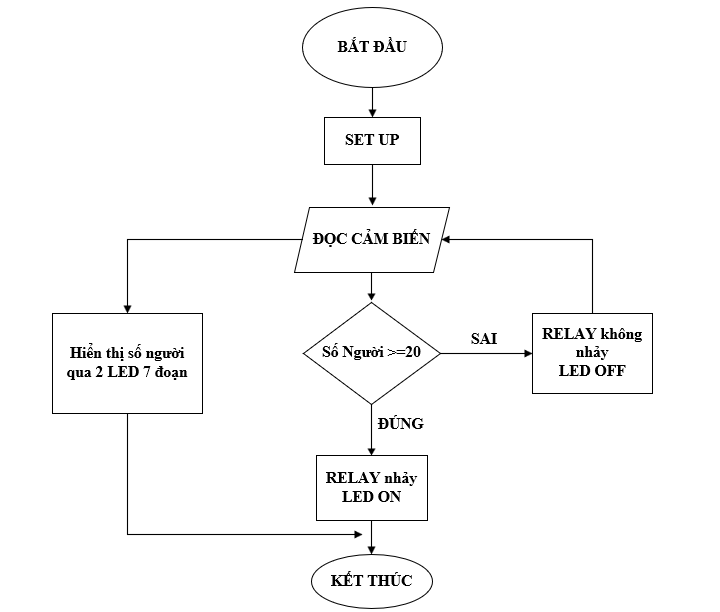 BẮT ĐẦU
SET UP
ĐỌC CẢM BIẾN
Hiển thị số người
qua 2 LED 7 đoạn
Số Người >=20
SAI
RELAY không
nhảy
LED OFF
ĐÚNG
RELAY nhảy
LED ON
KẾT THÚC